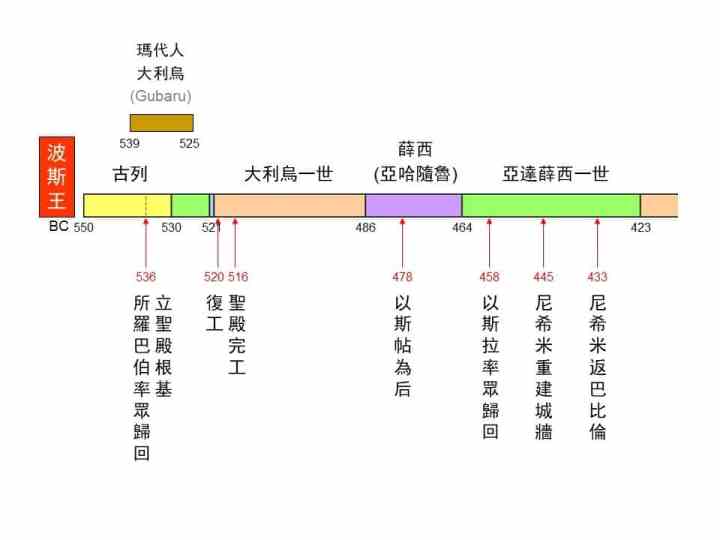 瑪代人
大利烏
(Gubaru)
539 525
波斯王
古列
大利烏一世
薛西
(亞哈隨魯)
亞達薛西一世
BC 550 530 521 486 464 423
536 520 516 478 458 445 433
所羅巴伯率眾歸回
立聖殿根基
復工
聖殿完工
以斯帖為后
以斯拉率眾歸回
尼希米重建城牆
尼希米返巴比倫